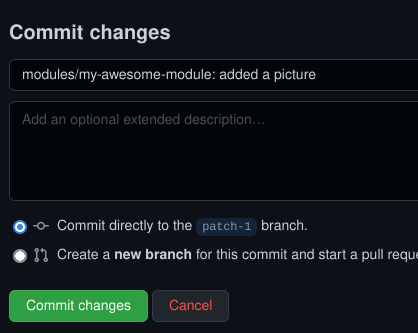 Commit changes
modules/my-awesome-module: added a picture
Add an optional extended description…
Commit directly to the patch-1 branch.
Create a new branch for this commit and start a pull reque
Commit changes
Cancel